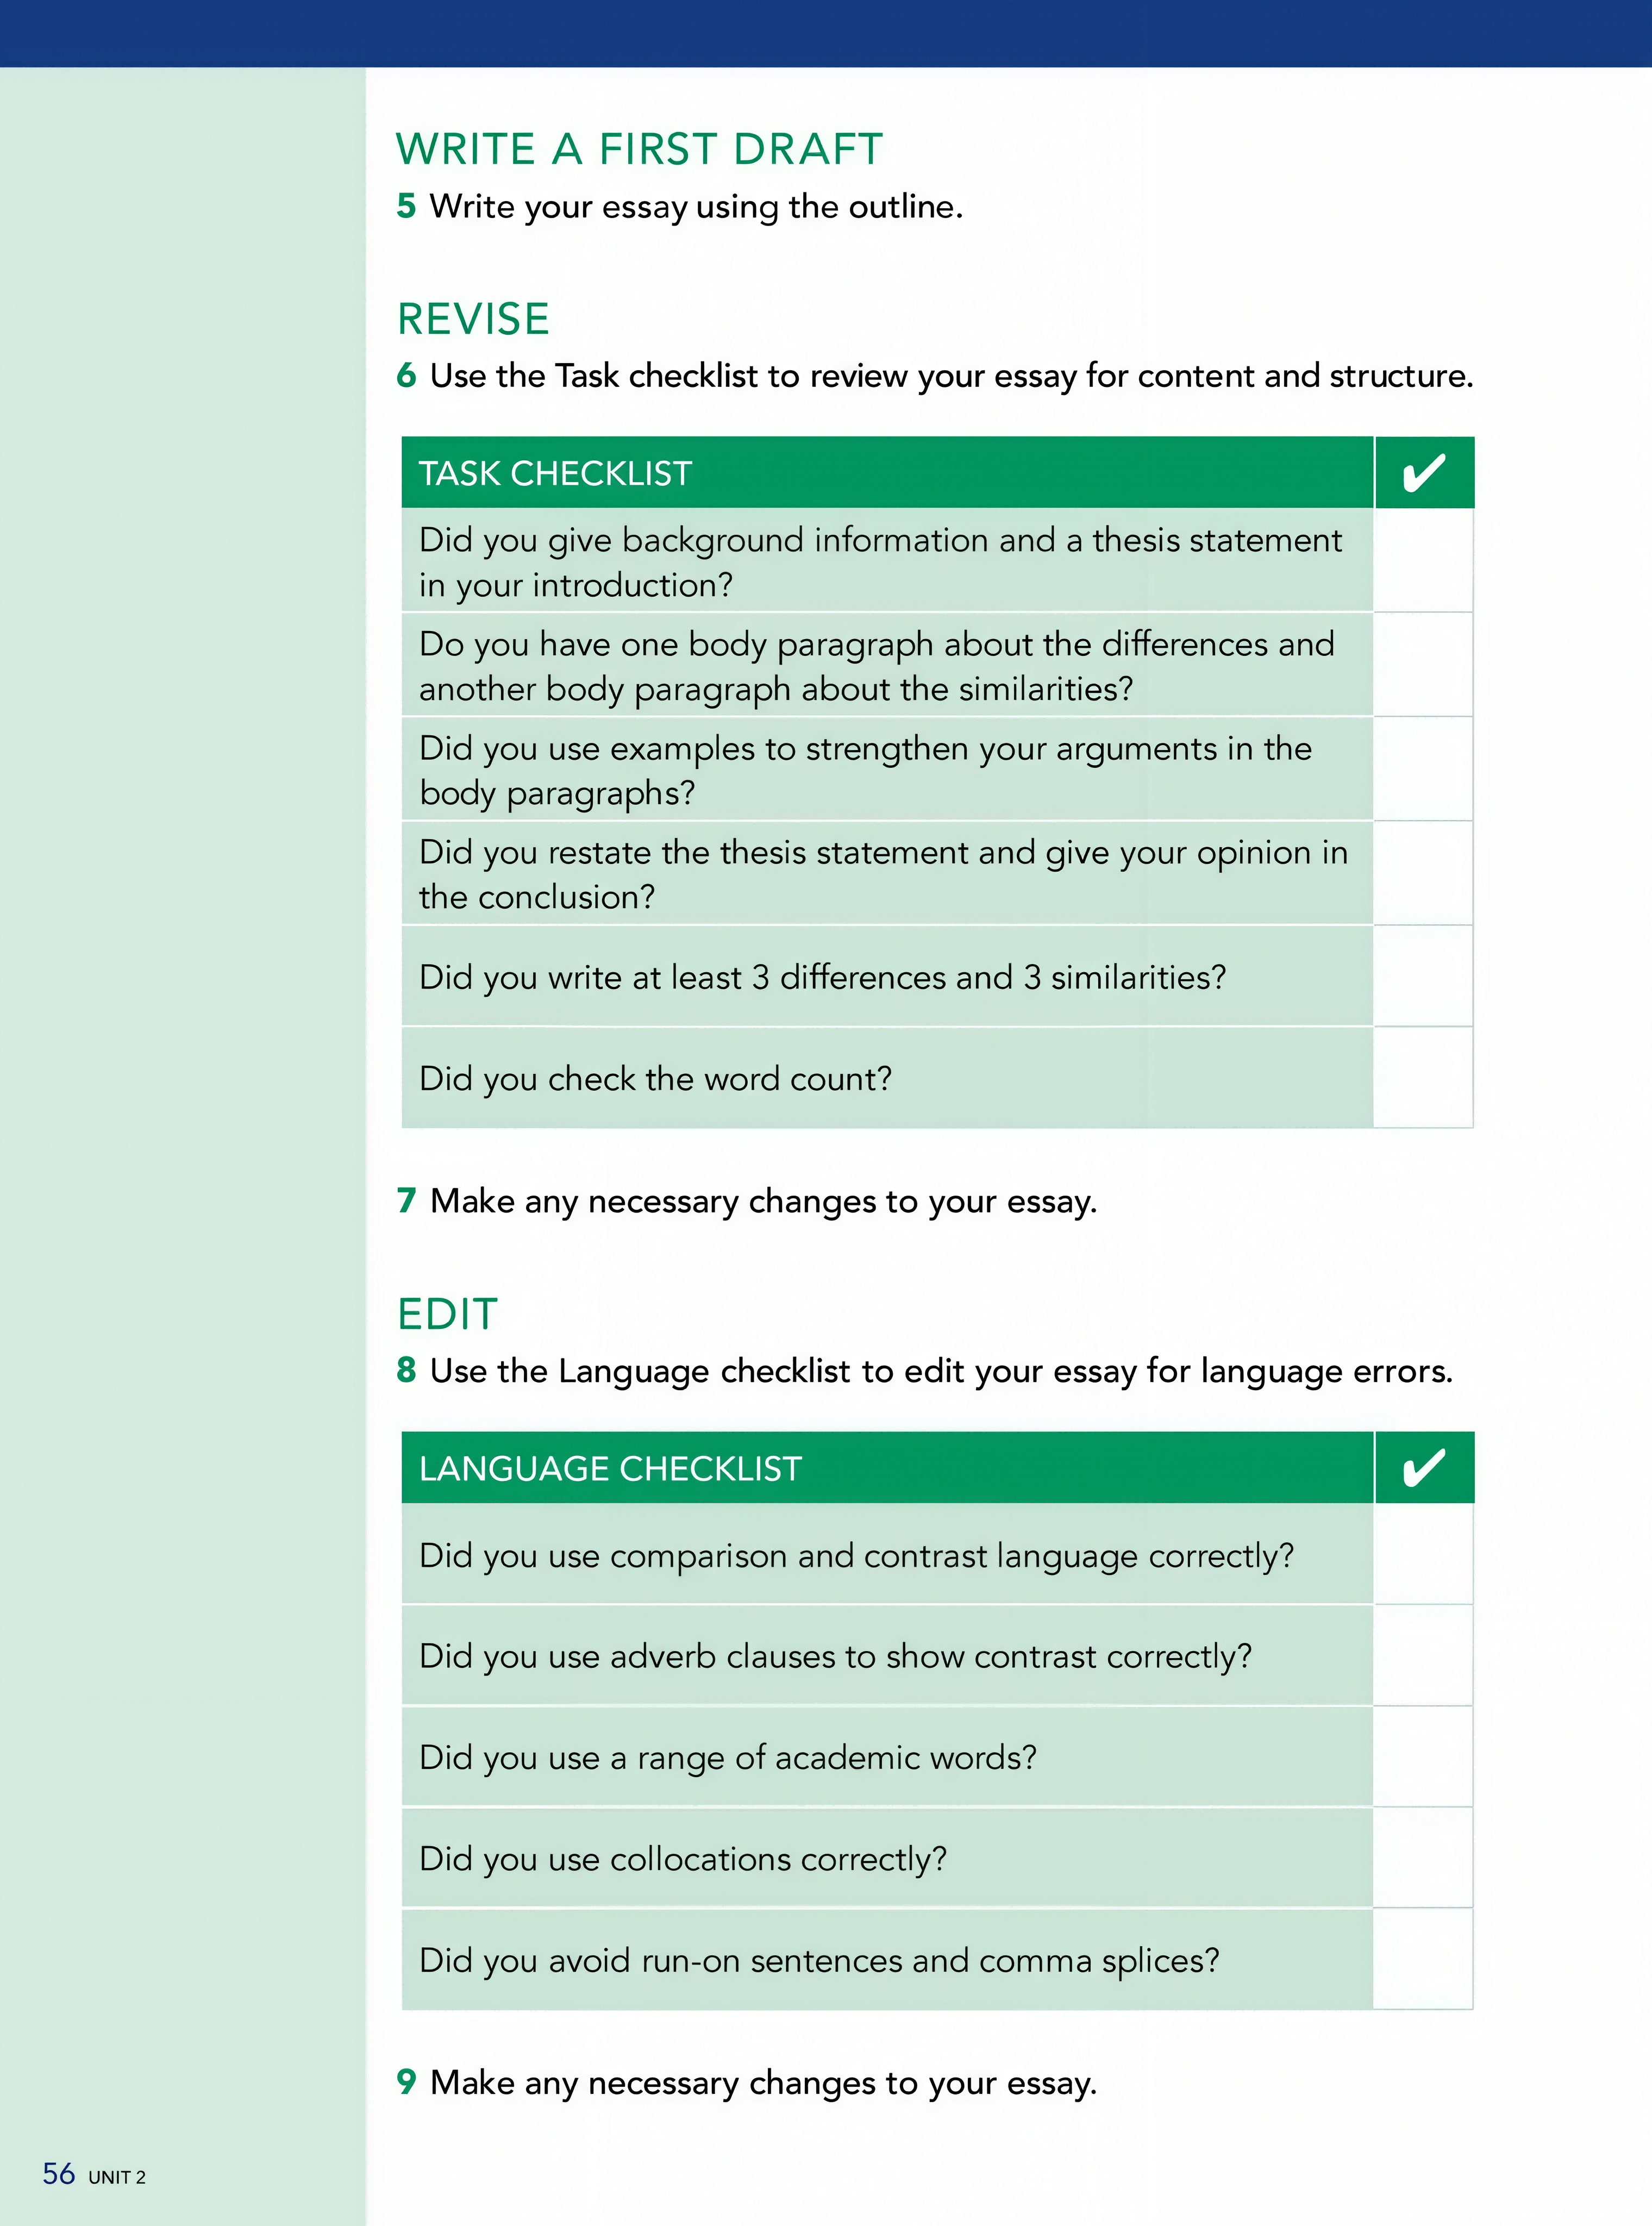 WRITE A FIRST DRAFT
5 Write your essay using the outline.
REVISE
6 Use the Task checklist to review your essay for content and structure.
TASK CHECKLIST ✔
Did you give background information and a thesis statement
in your introduction?
Do you have one body paragraph about the differences and
another body paragraph about the similarities?
Did you use examples to strengthen your arguments in the
body paragraphs?
Did you restate the thesis statement and give your opinion in
the conclusion?
Did you write at least 3 differences and 3 similarities?
Did you check the word count?
7 Make any necessary changes to your essay.
EDIT
8 Use the Language checklist to edit your essay for language errors.
LANGUAGE CHECKLIST ✔
Did you use comparison and contrast language correctly?
Did you use adverb clauses to show contrast correctly?
Did you use a range of academic words?
Did you use collocations correctly?
Did you avoid run-on sentences and comma splices?
9 Make any necessary changes to your essay.
56 UNIT 2